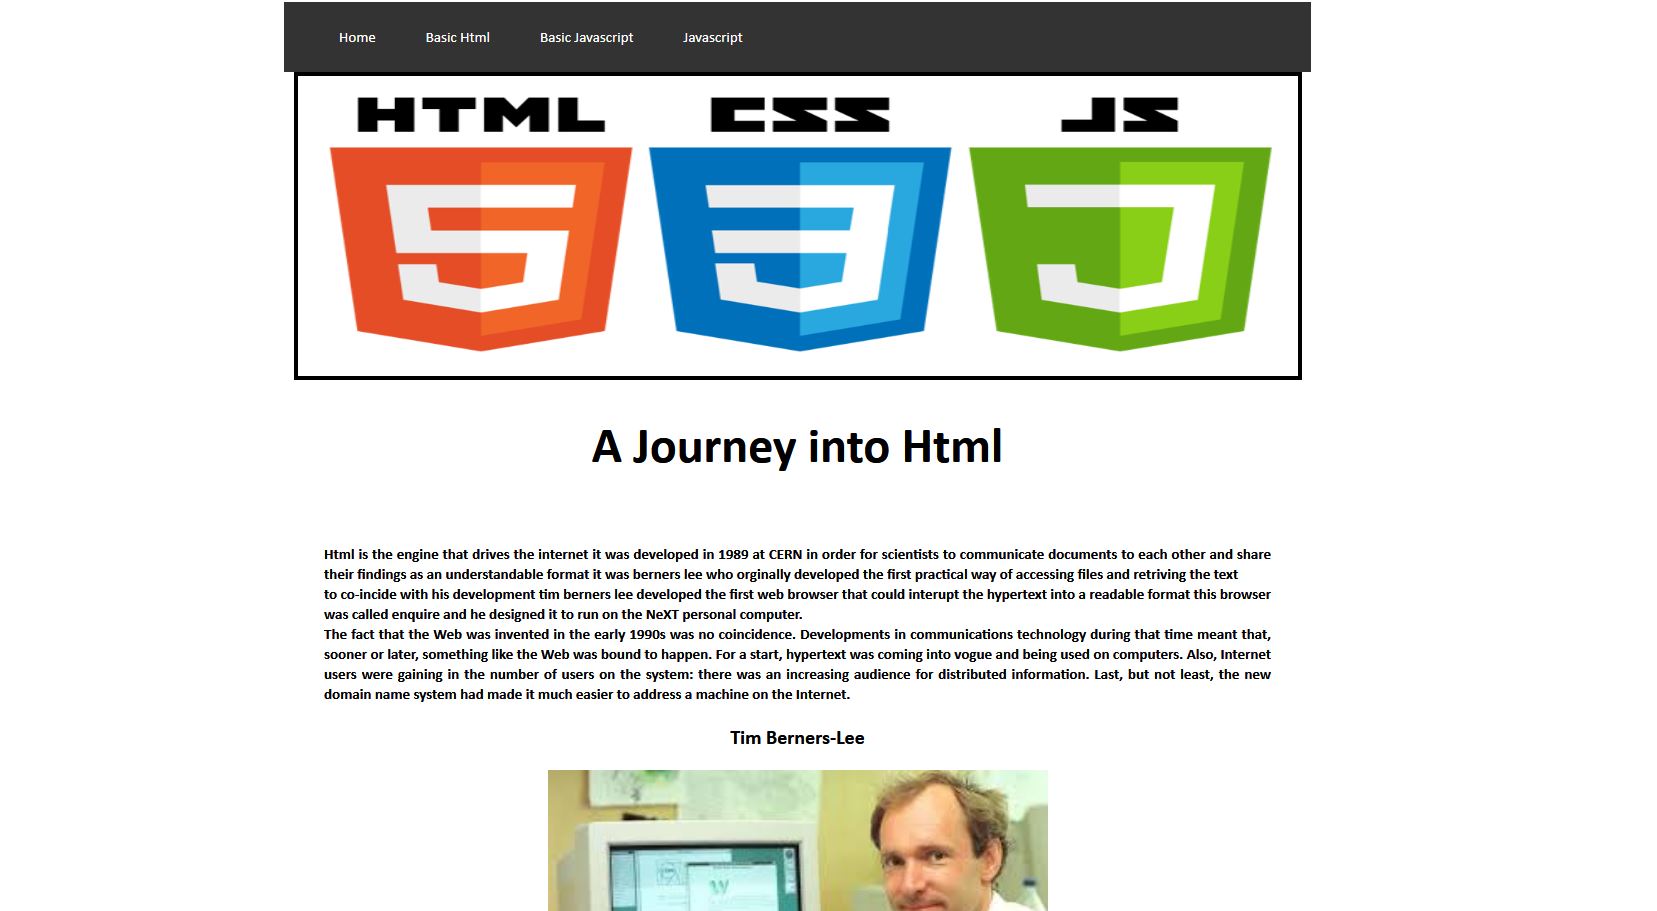 Home Basic Html Basic Javascript Javascript
HTML CSS JS
A Journey into Html
Html is the engine that drives the internet it was developed in 1989 at CERN in order for scientists to communicate documents to each other and share
their findings as an understandable format it was berners lee who orginally developed the first practical way of accessing files and retriving the text
to co-incide with his development tim berners lee developed the first web browser that could interupt the hypertext into a readable format this browser
was called enquire and he designed it to run on the NeXT personal computer.
The fact that the Web was invented in the early 1990s was no coincidence. Developments in communications technology during that time meant that,
sooner or later, something like the Web was bound to happen. For a start, hypertext was coming into vogue and being used on computers. Also, Internet
users were gaining in the number of users on the system: there was an increasing audience for distributed information. Last, but not least, the new
domain name system had made it much easier to address a machine on the Internet.
Tim Berners-Lee